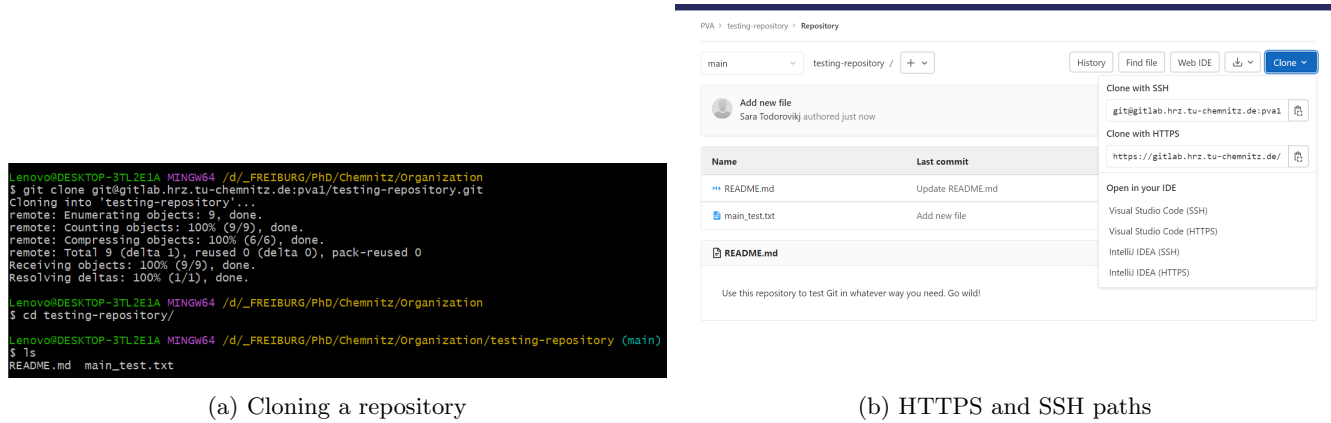 Lenovo@DESKTOP-3TL2E1A MINGW64 /d/_FREIBURG/PhD/Chemnitz/Organization
$ git clone git@gitlab.hrz.tu-chemnitz.de:pva1/testing-repository.git
Cloning into 'testing-repository'...
remote: Enumerating objects: 9, done.
remote: Counting objects: 100% (9/9), done.
remote: Compressing objects: 100% (6/6), done.
remote: Total 9 (delta 1), reused 0 (delta 0), pack-reused 0
Receiving objects: 100% (9/9), done.
Resolving deltas: 100% (1/1), done.
Lenovo@DESKTOP-3TL2E1A MINGW64 /d/_FREIBURG/PhD/Chemnitz/Organization
$ cd testing-repository/
Lenovo@DESKTOP-3TL2E1A MINGW64 /d/_FREIBURG/PhD/Chemnitz/Organization/testing-repository (main)
$ ls
README.md  main_test.txt
(a) Cloning a repository
PVA > testing-repository > Repository
main testing-repository / + History Find file Web IDE Clone
Add new file
Sara Todorovikj authored just now
Clone with SSH
git@gitlab.hrz.tu-chemnitz.de:pva1
Clone with HTTPS
https://gitlab.hrz.tu-chemnitz.de/
Open in your IDE
Visual Studio Code (SSH)
Visual Studio Code (HTTPS)
IntelliJ IDEA (SSH)
IntelliJ IDEA (HTTPS)
Name Last commit
README.md Update README.md
main_test.txt Add new file
README.md
Use this repository to test Git in whatever way you need. Go wild!
(b) HTTPS and SSH paths